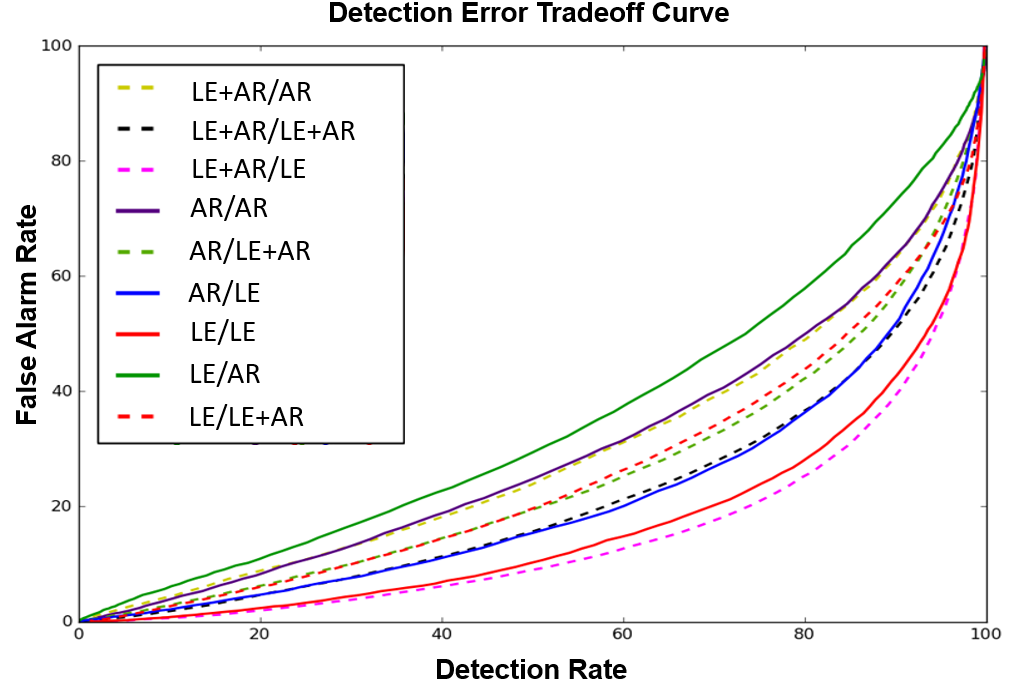 Detection Error Tradeoff Curve
100
80
60
40
20
0
False Alarm Rate
LE+AR/AR
LE+AR/LE+AR
LE+AR/LE
AR/AR
AR/LE+AR
AR/LE
LE/LE
LE/AR
LE/LE+AR
0
20
40
60
80
100
Detection Rate